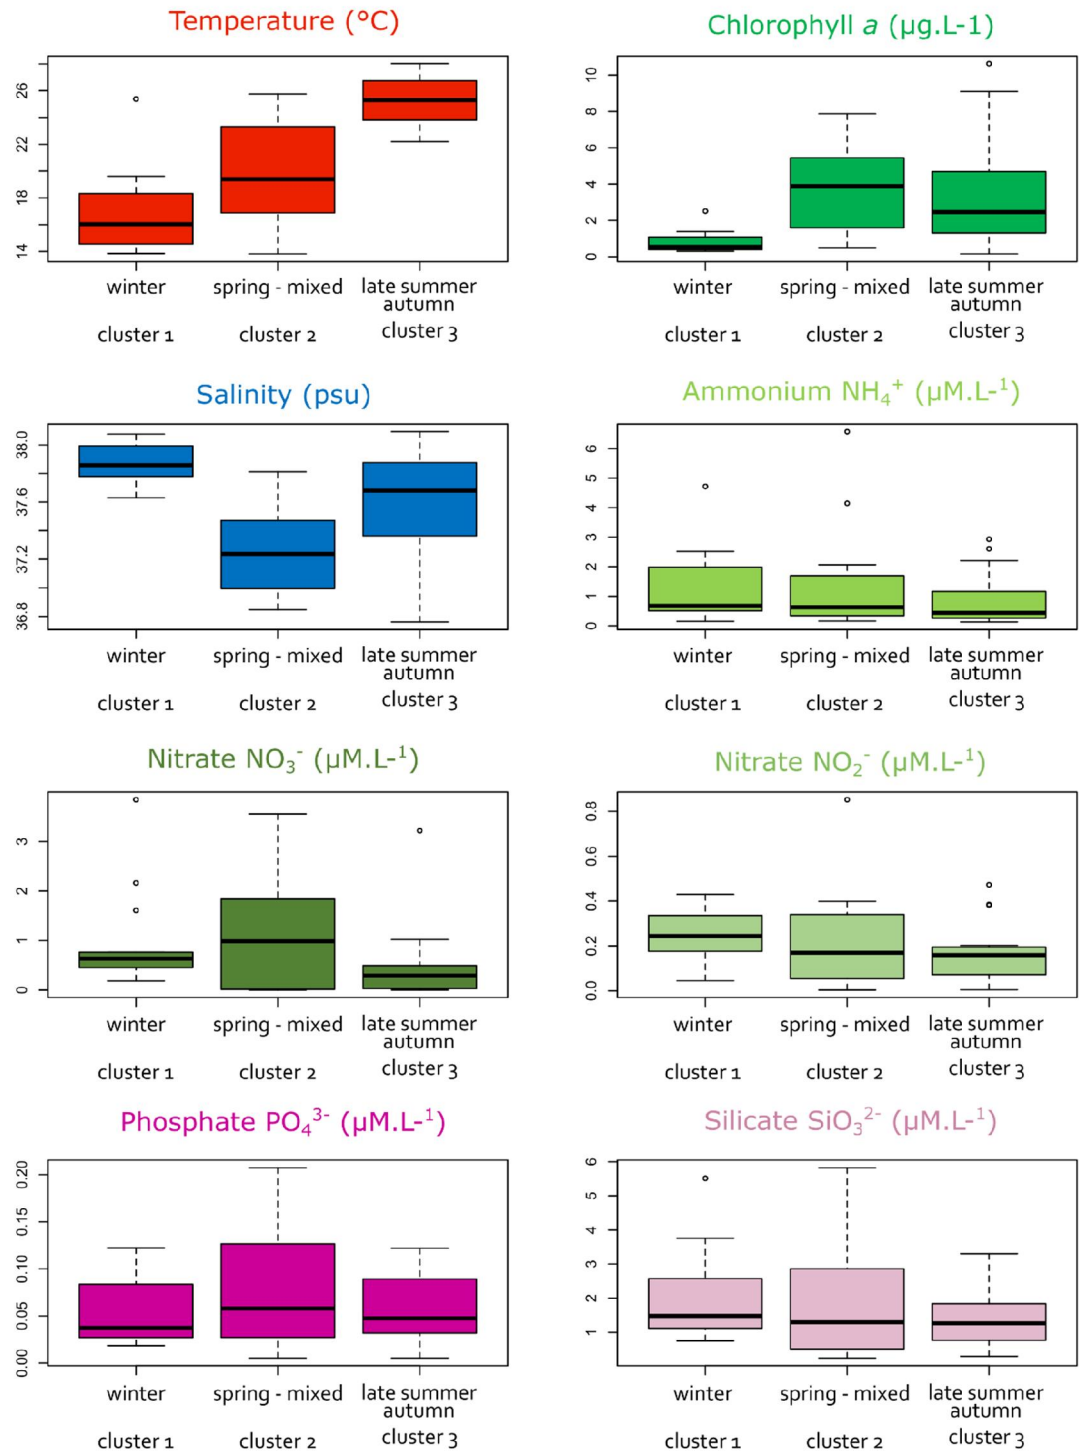 Temperature (°C)
26
22
18
14
winter
spring - mixed
late summer
autumn
cluster 1
cluster 2
cluster 3
Chlorophyll a (µg.L-1)
10
8
6
4
2
0
winter
spring - mixed
late summer
autumn
cluster 1
cluster 2
cluster 3
Salinity (psu)
38.0
37.6
37.2
36.8
winter
spring - mixed
late summer
autumn
cluster 1
cluster 2
cluster 3
Ammonium NH₄⁺ (µM.L-¹)
6
5
4
3
2
1
0
winter
spring - mixed
late summer
autumn
cluster 1
cluster 2
cluster 3
Nitrate NO₃⁻ (µM.L-¹)
3
2
1
0
winter
spring - mixed
late summer
autumn
cluster 1
cluster 2
cluster 3
Nitrate NO₂⁻ (µM.L-¹)
0.8
0.6
0.4
0.2
0.0
winter
spring - mixed
late summer
autumn
cluster 1
cluster 2
cluster 3
Phosphate PO₄³⁻ (µM.L-¹)
0.20
0.15
0.10
0.05
0.00
winter
spring - mixed
late summer
autumn
cluster 1
cluster 2
cluster 3
Silicate SiO₃²⁻ (µM.L-¹)
6
5
4
3
2
1
winter
spring - mixed
late summer
autumn
cluster 1
cluster 2
cluster 3